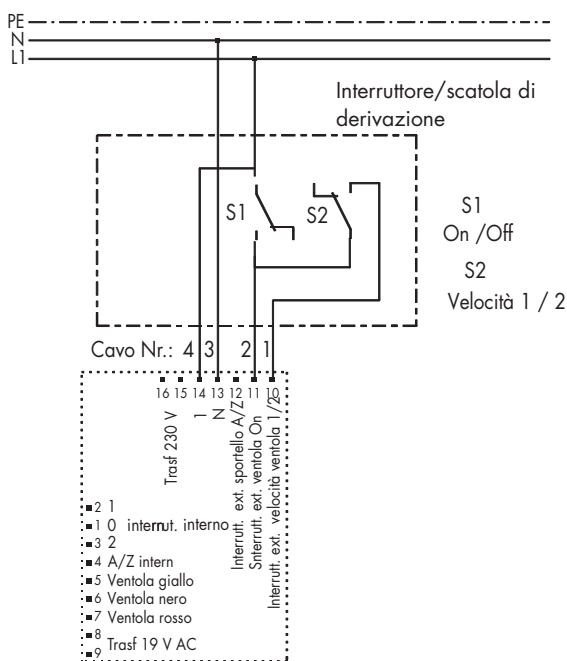 PE
N
L1
Interruttore/scatola di
derivazione
S1
S2
S1
On /Off
S2
Velocità 1 / 2
Cavo Nr.: 4 3 2 1
16 15 14 13 12 11 10
Trasf 230 V
1
N
Interrutt. ext. sportello A/Z
Snterrutt. ext. ventola On
Interrutt. ext. velocità ventola 1/2
2 1
1 0 interrut. interno
3 2
4 A/Z intern
5 Ventola giallo
6 Ventola nero
7 Ventola rosso
8
Trasf 19 V AC
9